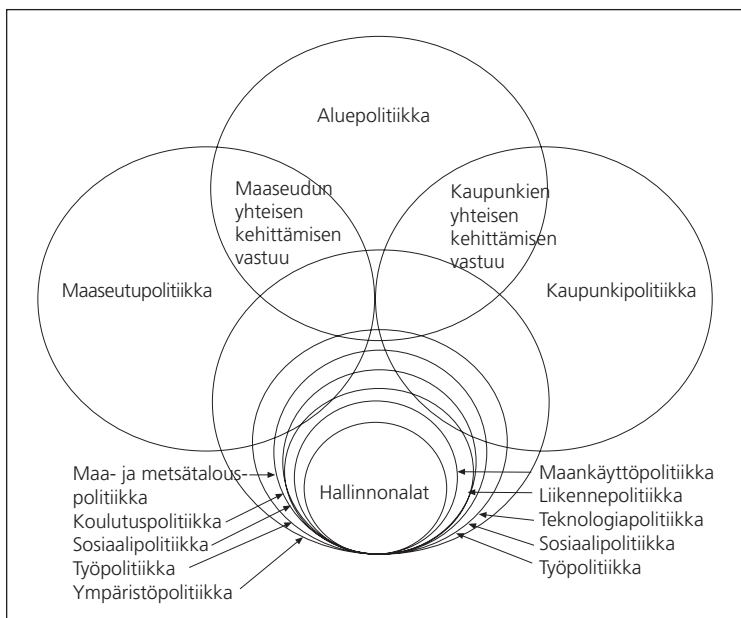 Aluepolitiikka
Maaseudun
yhteisen
kehittämisen
vastuu
Kaupunkien
yhteisen
kehittämisen
vastuu
Maaseutupolitiikka
Kaupunkipolitiikka
Maa- ja metsätalous-
politiikka
Koulutuspolitiikka
Sosiaalipolitiikka
Työpolitiikka
Ympäristöpolitiikka
Hallinnonalat
Maankäyttöpolitiikka
Liikennepolitiikka
Teknologiapolitiikka
Sosiaalipolitiikka
Työpolitiikka